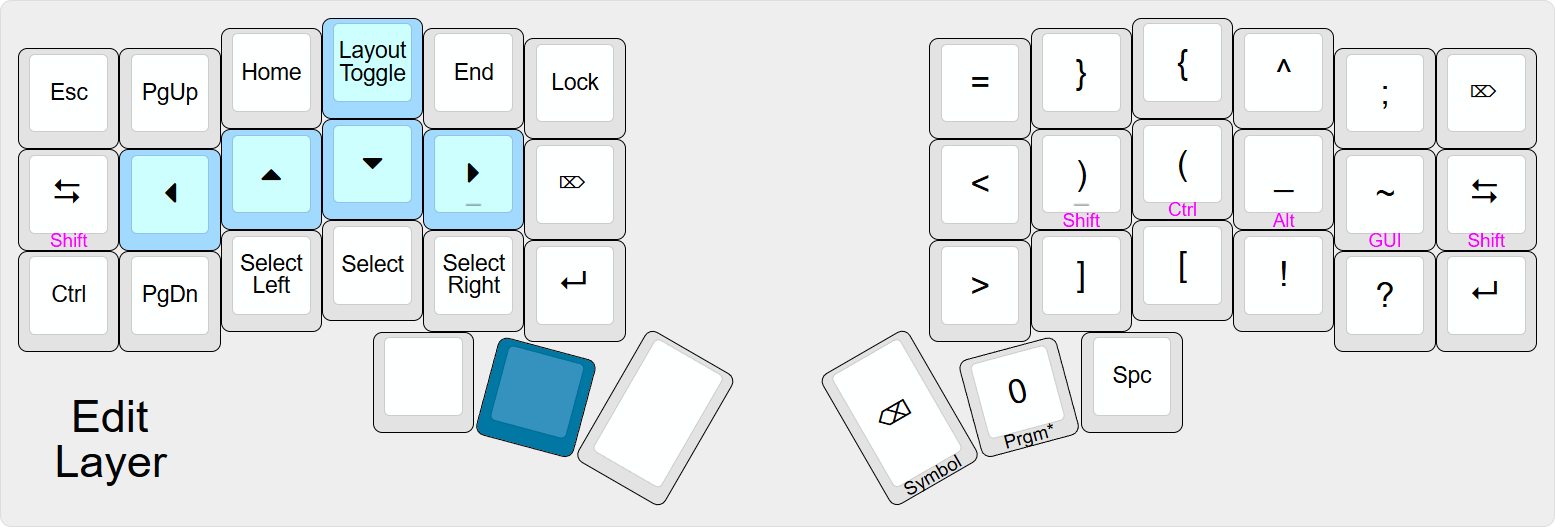 Esc
PgUp
Home
Layout
Toggle
End
Lock
=
}
{
^
;
⌦
⇆
Shift
◀
▲
▼
▶
_
⌦
<
)
_
Shift
(
Ctrl
_
Alt
~
GUI
⇆
Shift
Ctrl
PgDn
Select
Left
Select
Select
Right
↵
>
]
[
!
?
↵
⌫
Symbol
0
Prgm*
Spc
Edit
Layer